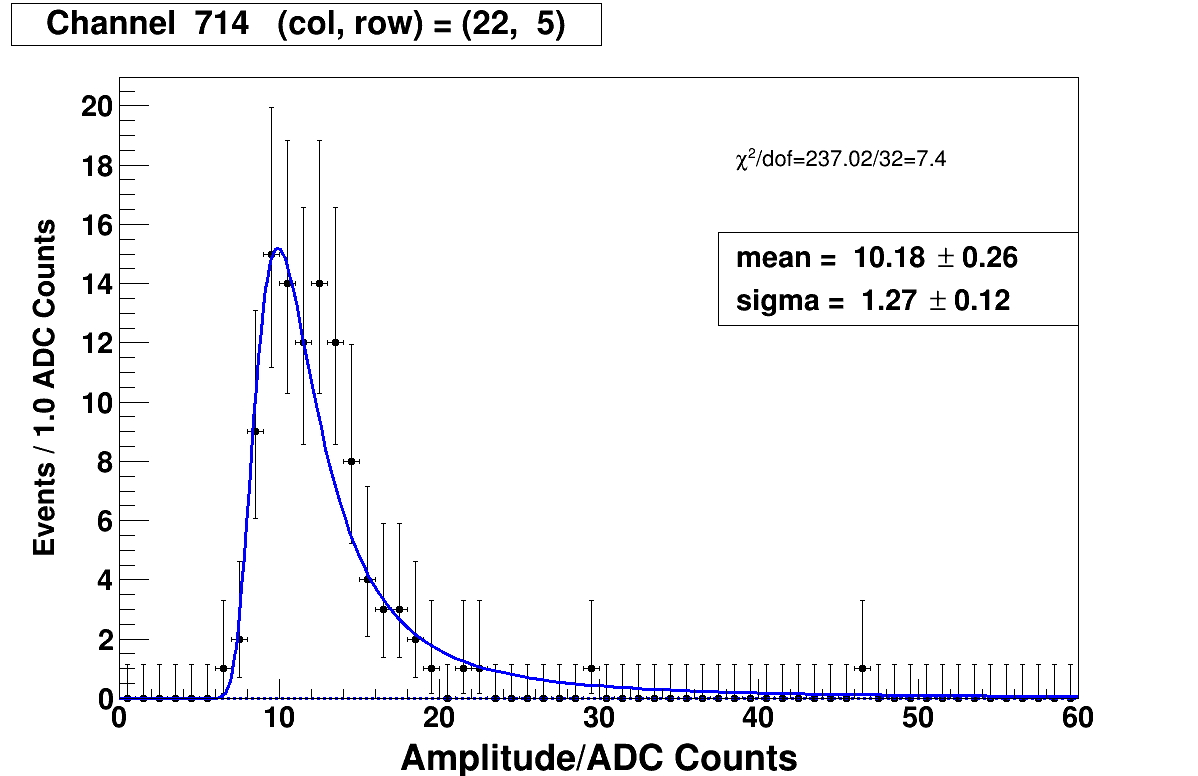 Channel 714 (col, row) = (22, 5)
20
18
16
14
12
10
8
6
4
2
0
Events / 1.0 ADC Counts
χ²/dof=237.02/32=7.4
mean = 10.18 ± 0.26
sigma = 1.27 ± 0.12
0 10 20 30 40 50 60
Amplitude/ADC Counts